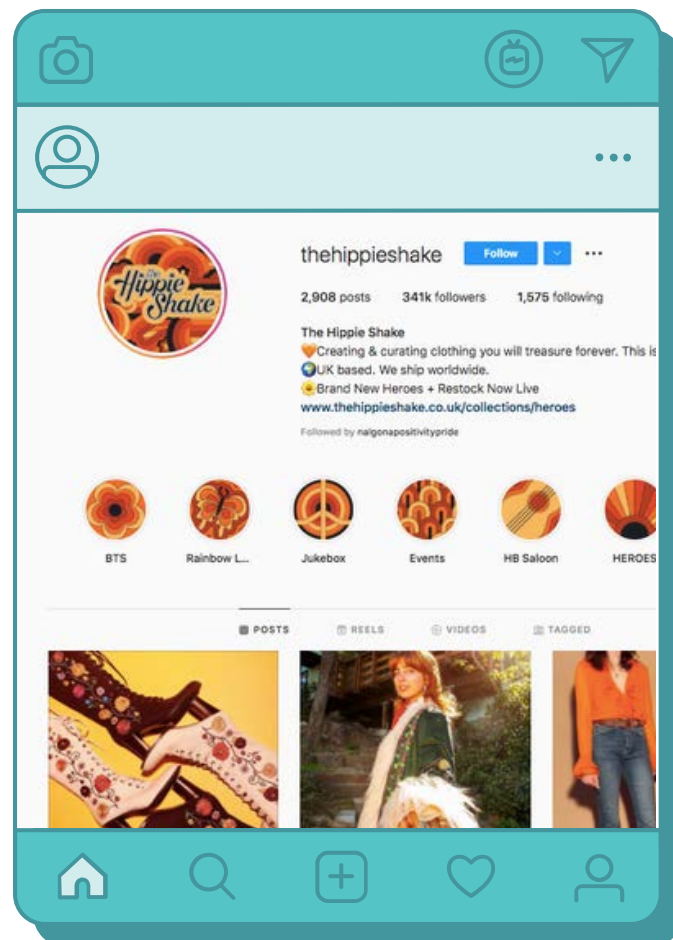 the
Hippie
Shake
thehippieshake Follow
2,908 posts 341k followers 1,575 following
The Hippie Shake
🧡Creating & curating clothing you will treasure forever. This is
🌍UK based. We ship worldwide.
🌼Brand New Heroes + Restock Now Live
www.thehippieshake.co.uk/collections/heroes
Followed by nalgonapositivitypride
BTS Rainbow L... Jukebox Events HB Saloon HEROES
POSTS REELS VIDEOS TAGGED